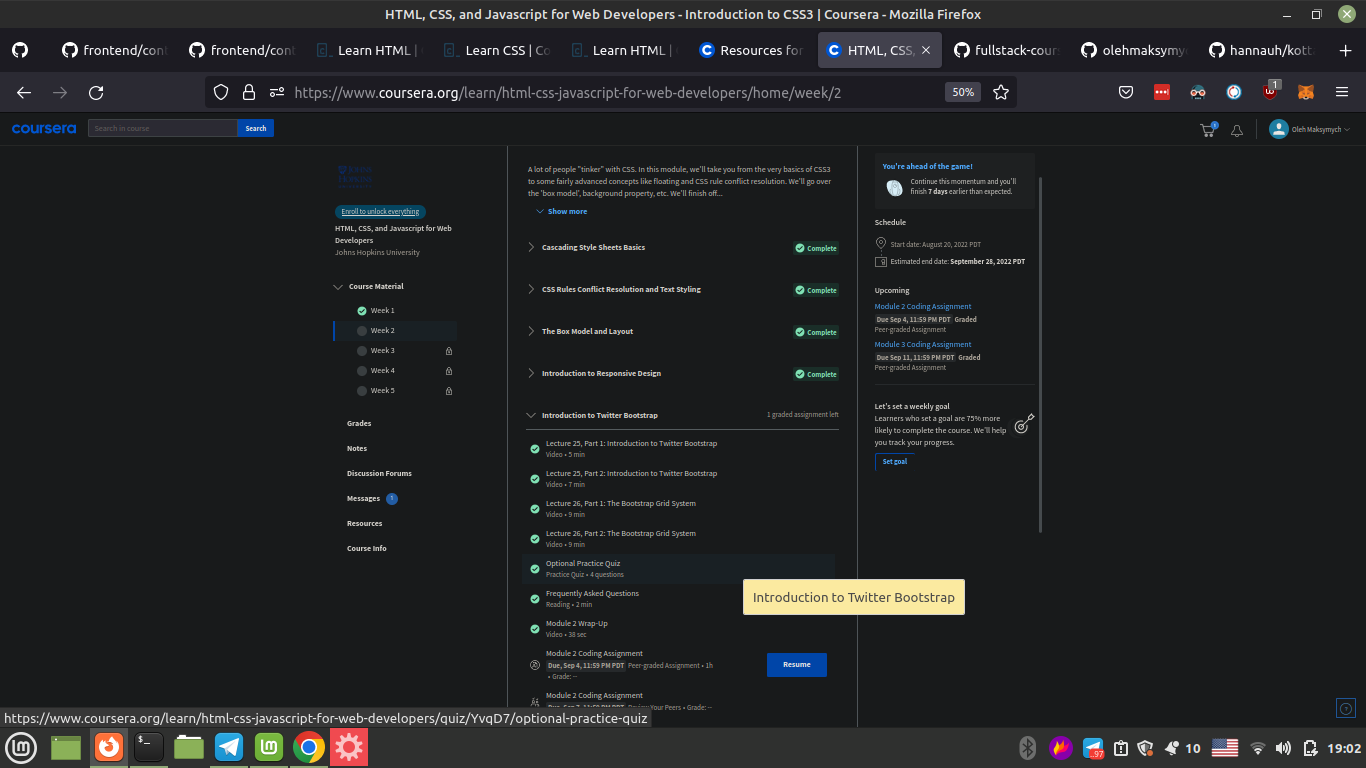 HTML, CSS, and Javascript for Web Developers - Introduction to CSS3 | Coursera - Mozilla Firefox
frontend/cont
frontend/cont
Learn HTML |
Learn CSS | Co
Learn HTML |
Resources for
HTML, CSS,
fullstack-cour
olehmaksymy
hannauh/kott
https://www.coursera.org/learn/html-css-javascript-for-web-developers/home/week/2
50%
1
coursera
Search in course
Search
1
Oleh Maksymych
Enroll to unlock everything
HTML, CSS, and Javascript for Web
Developers
Johns Hopkins University
Course Material
Week 1
Week 2
Week 3
Week 4
Week 5
Grades
Notes
Discussion Forums
Messages 1
Resources
Course Info
A lot of people "tinker" with CSS. In this module, we'll take you from the very basics of CSS3
to some fairly advanced concepts like floating and CSS rule conflict resolution. We'll go over
the 'box model', background property, etc. We'll finish off...
Show more
Cascading Style Sheets Basics
Complete
CSS Rules Conflict Resolution and Text Styling
Complete
The Box Model and Layout
Complete
Introduction to Responsive Design
Complete
Introduction to Twitter Bootstrap
1 graded assignment left
Lecture 25, Part 1: Introduction to Twitter Bootstrap
Video • 5 min
Lecture 25, Part 2: Introduction to Twitter Bootstrap
Video • 7 min
Lecture 26, Part 1: The Bootstrap Grid System
Video • 9 min
Lecture 26, Part 2: The Bootstrap Grid System
Video • 9 min
Optional Practice Quiz
Practice Quiz • 4 questions
Frequently Asked Questions
Reading • 2 min
Module 2 Wrap-Up
Video • 38 sec
Module 2 Coding Assignment
Due, Sep 4, 11:59 PM PDT Peer-graded Assignment • 1h
• Grade: --
Resume
Module 2 Coding Assignment
Your Peers • Grade: --
Introduction to Twitter Bootstrap
You're ahead of the game!
Continue this momentum and you'll
finish 7 days earlier than expected.
Schedule
Start date: August 20, 2022 PDT
Estimated end date: September 28, 2022 PDT
Upcoming
Module 2 Coding Assignment
Due Sep 4, 11:59 PM PDT Graded
Peer-graded Assignment
Module 3 Coding Assignment
Due Sep 11, 11:59 PM PDT Graded
Peer-graded Assignment
Let's set a weekly goal
Learners who set a goal are 75% more
likely to complete the course. We'll help
you track your progress.
Set goal
https://www.coursera.org/learn/html-css-javascript-for-web-developers/quiz/YvqD7/optional-practice-quiz
$_
97
10
19:02